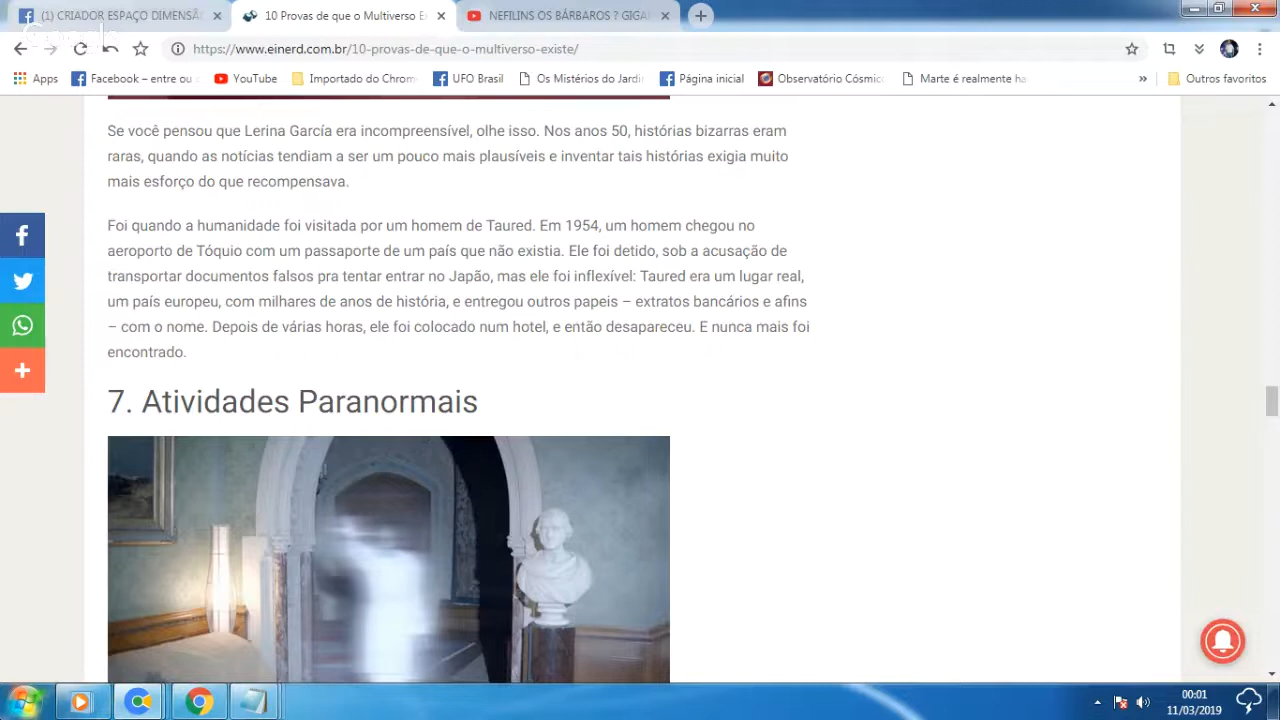 (1) CRIADOR ESPAÇO DIMENSÃ
10 Provas de que o Multiverso E
NEFILINS OS BÁRBAROS ? GIGA
https://www.einerd.com.br/10-provas-de-que-o-multiverso-existe/
Apps
Facebook – entre ou
YouTube
Importado do Chrom
UFO Brasil
Os Mistérios do Jardi
Página inicial
Observatório Cósmic
Marte é realmente ha
»
Outros favoritos
Se você pensou que Lerina García era incompreensível, olhe isso. Nos anos 50, histórias bizarras eram
raras, quando as notícias tendiam a ser um pouco mais plausíveis e inventar tais histórias exigia muito
mais esforço do que recompensava.
Foi quando a humanidade foi visitada por um homem de Taured. Em 1954, um homem chegou no
aeroporto de Tóquio com um passaporte de um país que não existia. Ele foi detido, sob a acusação de
transportar documentos falsos pra tentar entrar no Japão, mas ele foi inflexível: Taured era um lugar real,
um país europeu, com milhares de anos de história, e entregou outros papeis – extratos bancários e afins
– com o nome. Depois de várias horas, ele foi colocado num hotel, e então desapareceu. E nunca mais foi
encontrado.
7. Atividades Paranormais
00:01
11/03/2019